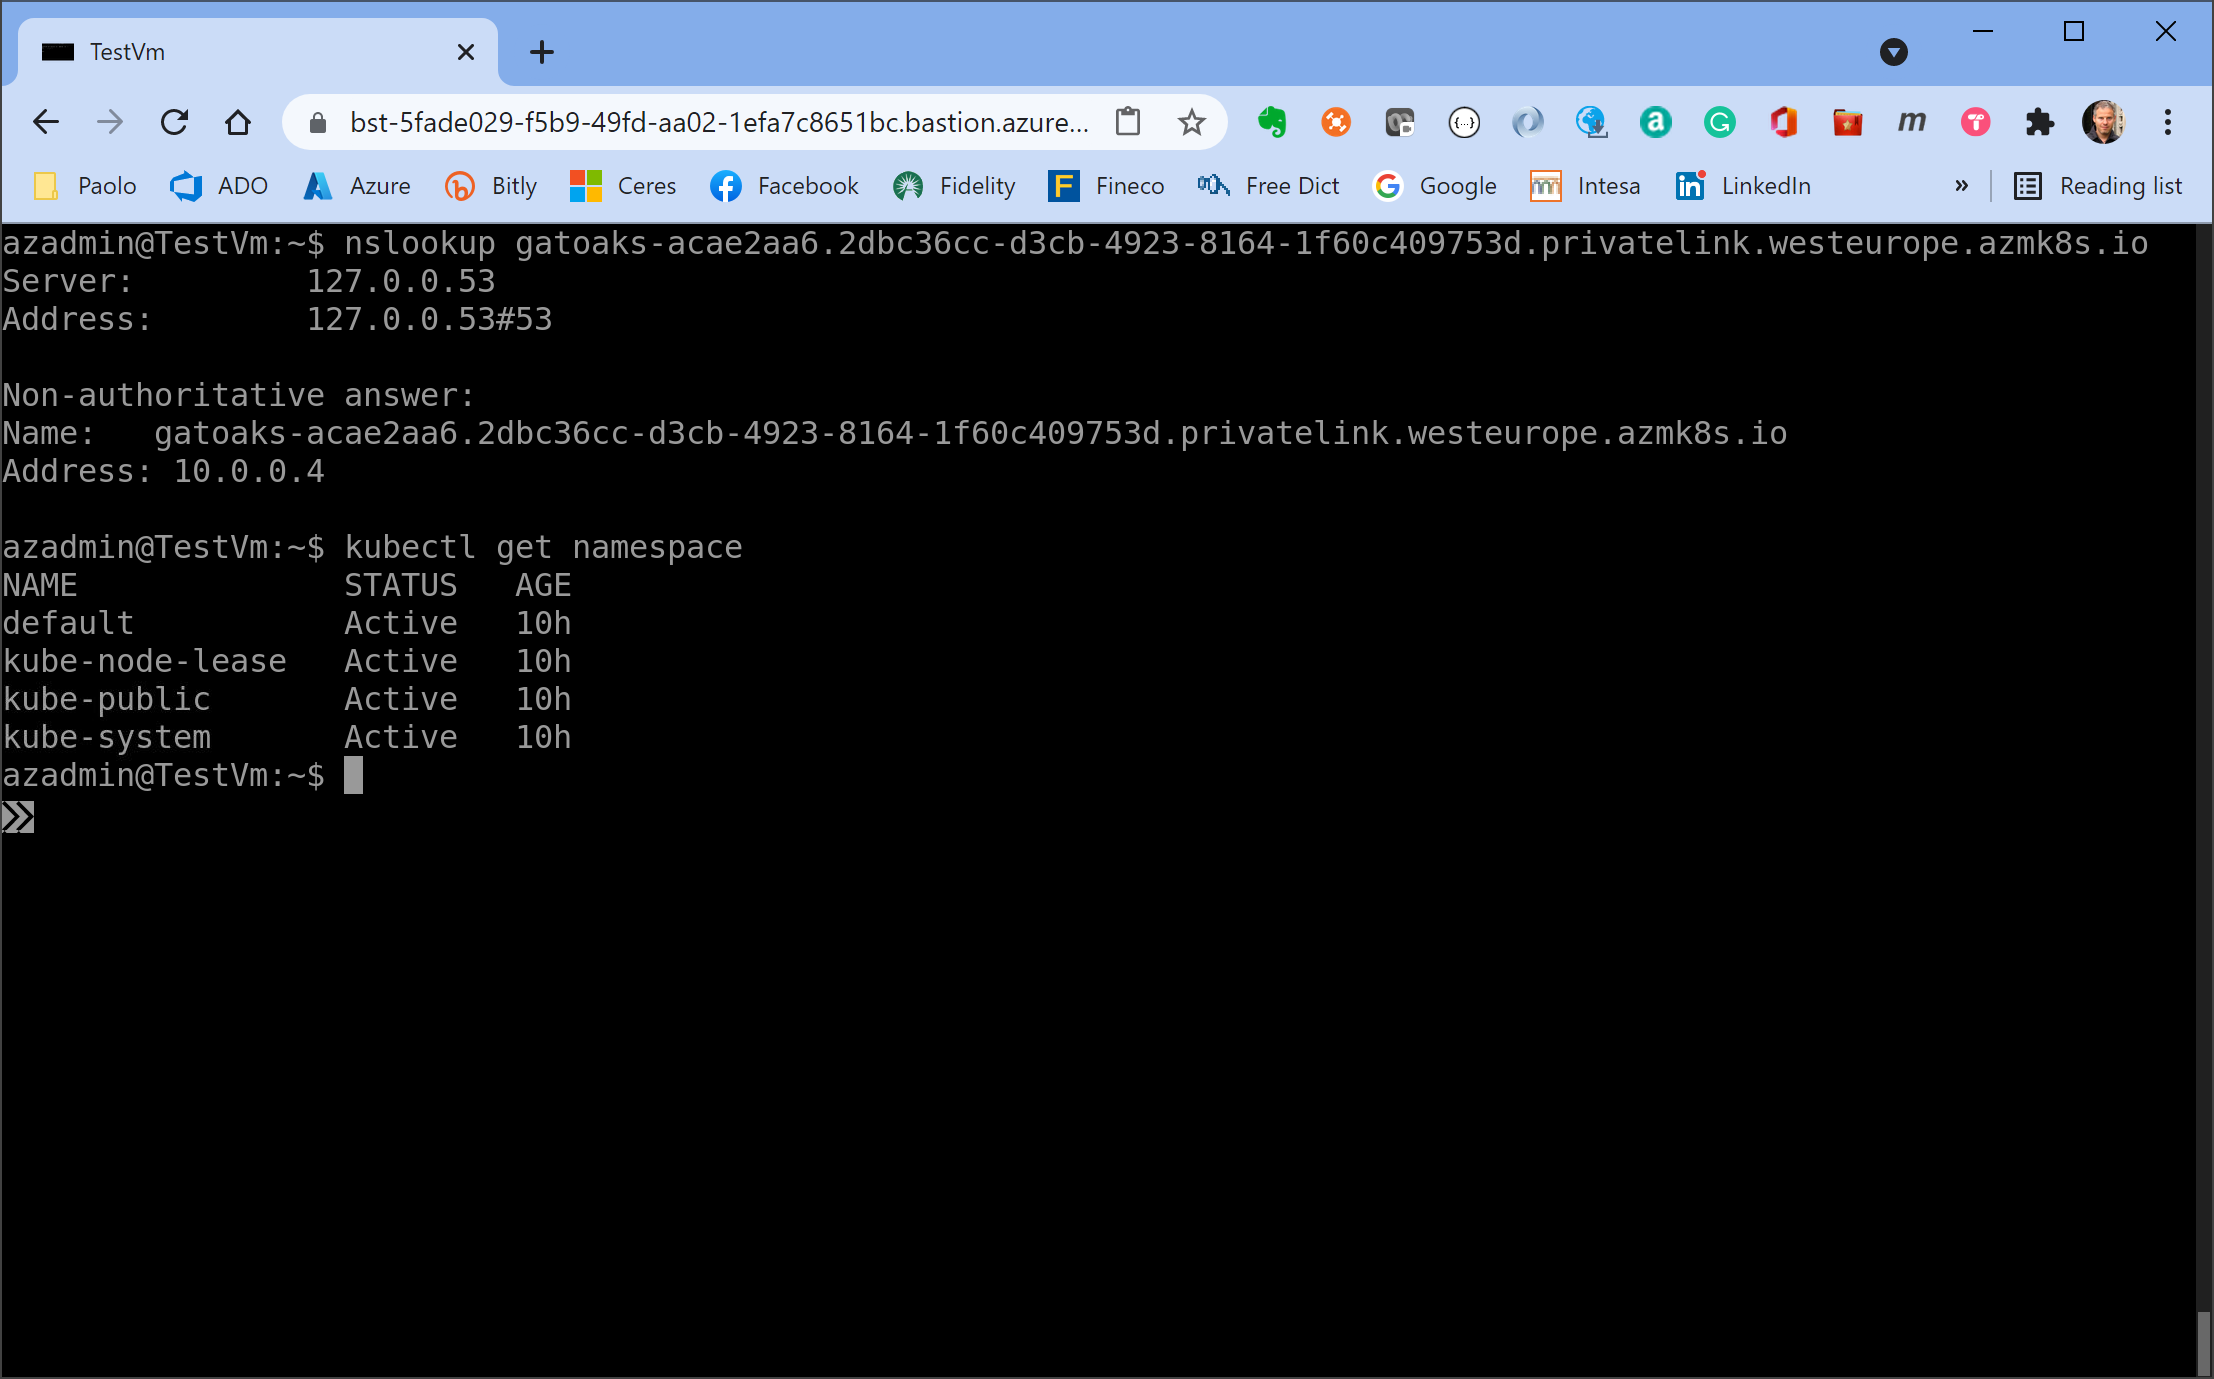 TestVm
bst-5fade029-f5b9-49fd-aa02-1efa7c8651bc.bastion.azure...
Paolo ADO Azure Bitly Ceres Facebook Fidelity Fineco Free Dict Google Intesa LinkedIn » Reading list
azadmin@TestVm:~$ nslookup gatoaks-acae2aa6.2dbc36cc-d3cb-4923-8164-1f60c409753d.privatelink.westeurope.azmk8s.io
Server:         127.0.0.53
Address:        127.0.0.53#53
Non-authoritative answer:
Name:   gatoaks-acae2aa6.2dbc36cc-d3cb-4923-8164-1f60c409753d.privatelink.westeurope.azmk8s.io
Address: 10.0.0.4
azadmin@TestVm:~$ kubectl get namespace
NAME              STATUS   AGE
default           Active   10h
kube-node-lease   Active   10h
kube-public       Active   10h
kube-system       Active   10h
azadmin@TestVm:~$